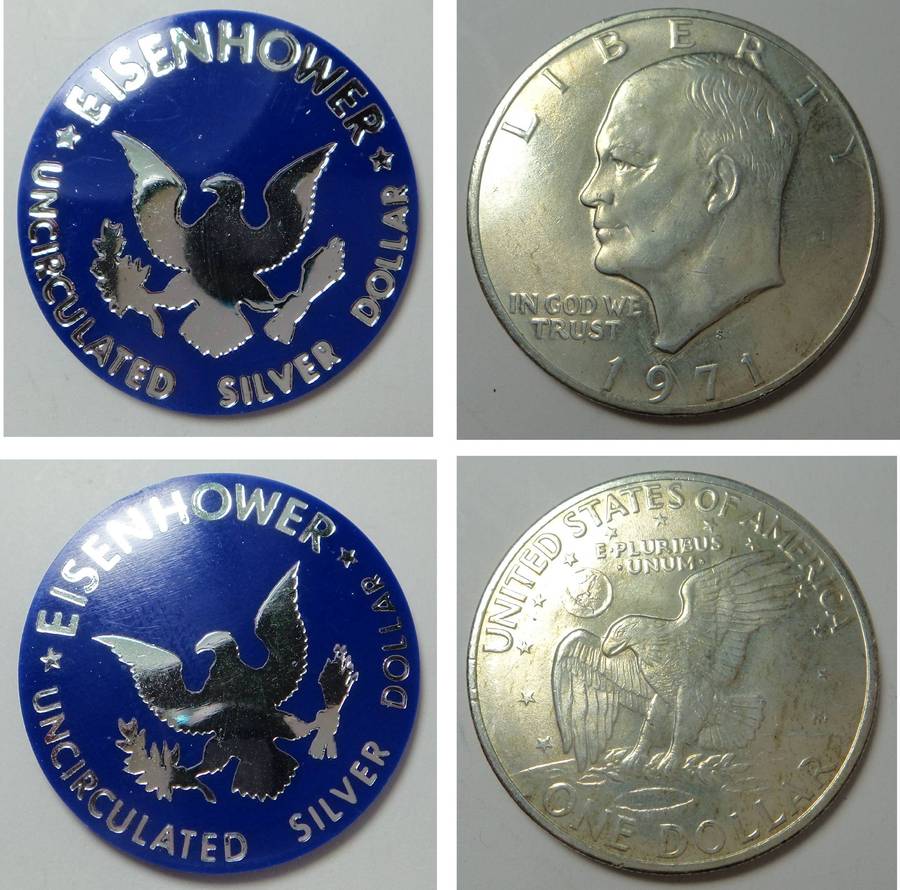 EISENHOWER
UNCIRCULATED SILVER DOLLAR
LIBERTY
IN GOD WE
TRUST
S
1971
EISENHOWER
UNCIRCULATED SILVER DOLLAR
UNITED STATES OF AMERICA
E·PLURIBUS
·UNUM·
ONE DOLLAR